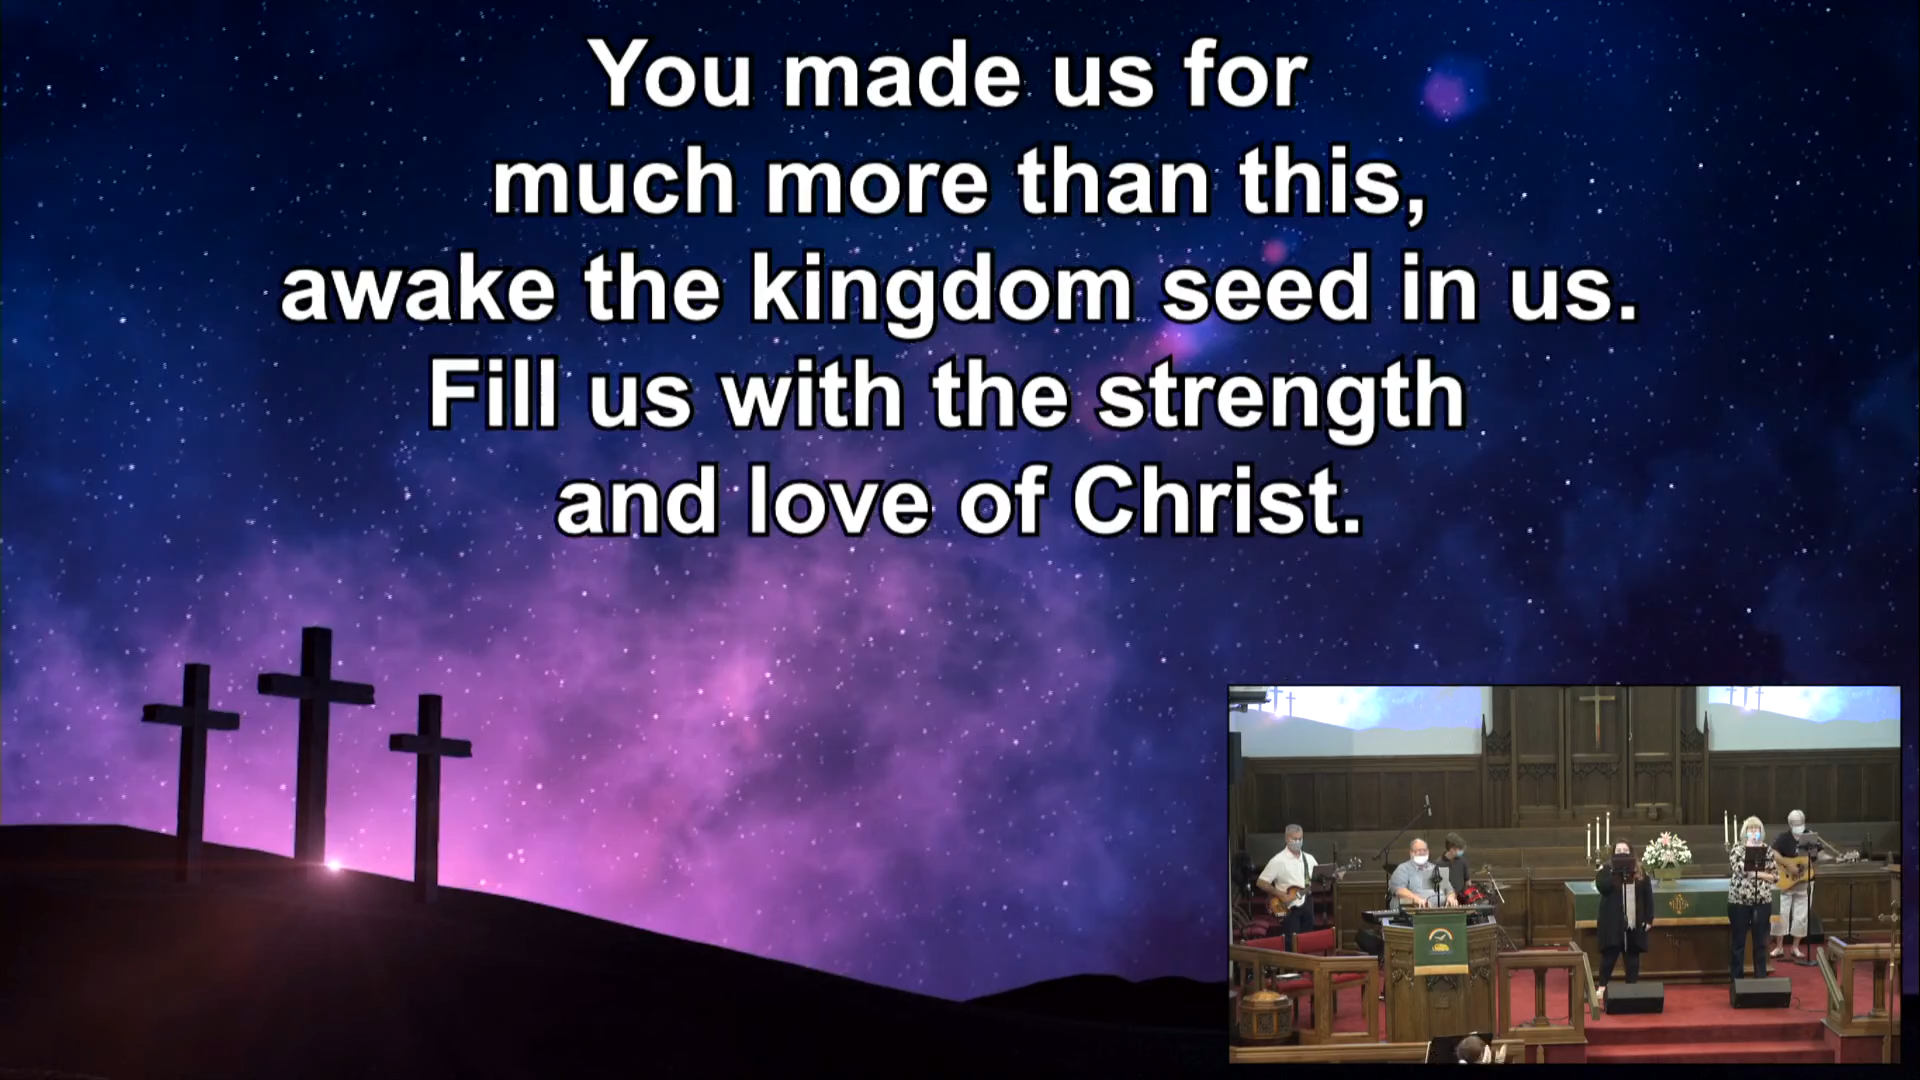 You made us for
much more than this,
awake the kingdom seed in us.
Fill us with the strength
and love of Christ.